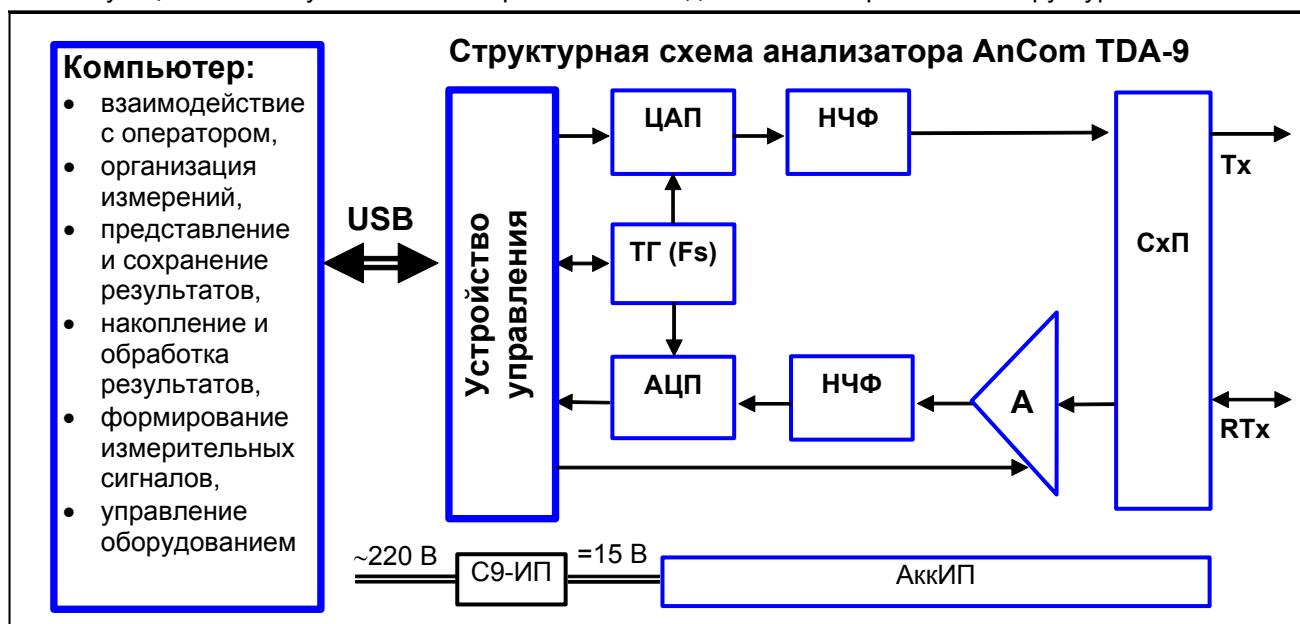 Структурная схема анализатора AnCom TDA-9
Компьютер:
• взаимодействие
с оператором,
• организация
измерений,
• представление
и сохранение
результатов,
• накопление и
обработка
результатов,
• формирование
измерительных
сигналов,
• управление
оборудованием
USB
Устройство
управления
ЦАП
НЧФ
ТГ (Fs)
АЦП
НЧФ
А
СхП
Tx
RTx
~220 В
С9-ИП
=15 В
АккИП